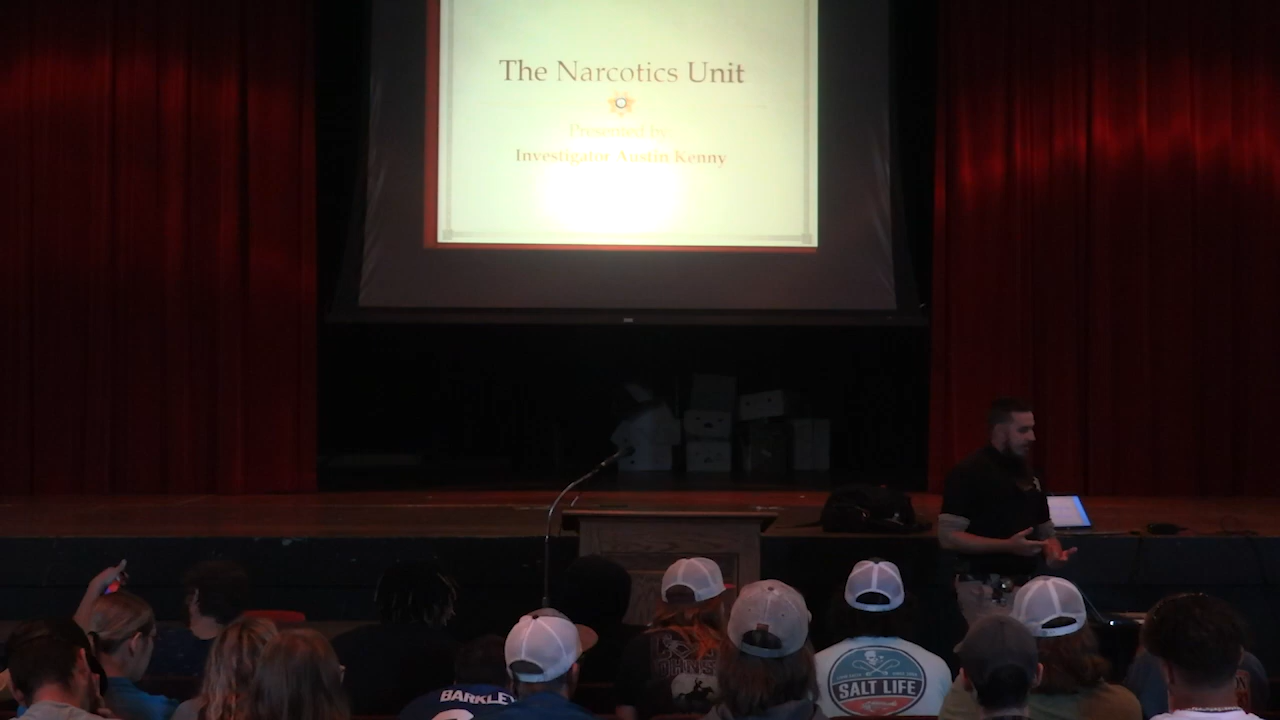 The Narcotics Unit
Presented by
Investigator Austin Kenny
BARKLEY
SALT LIFE